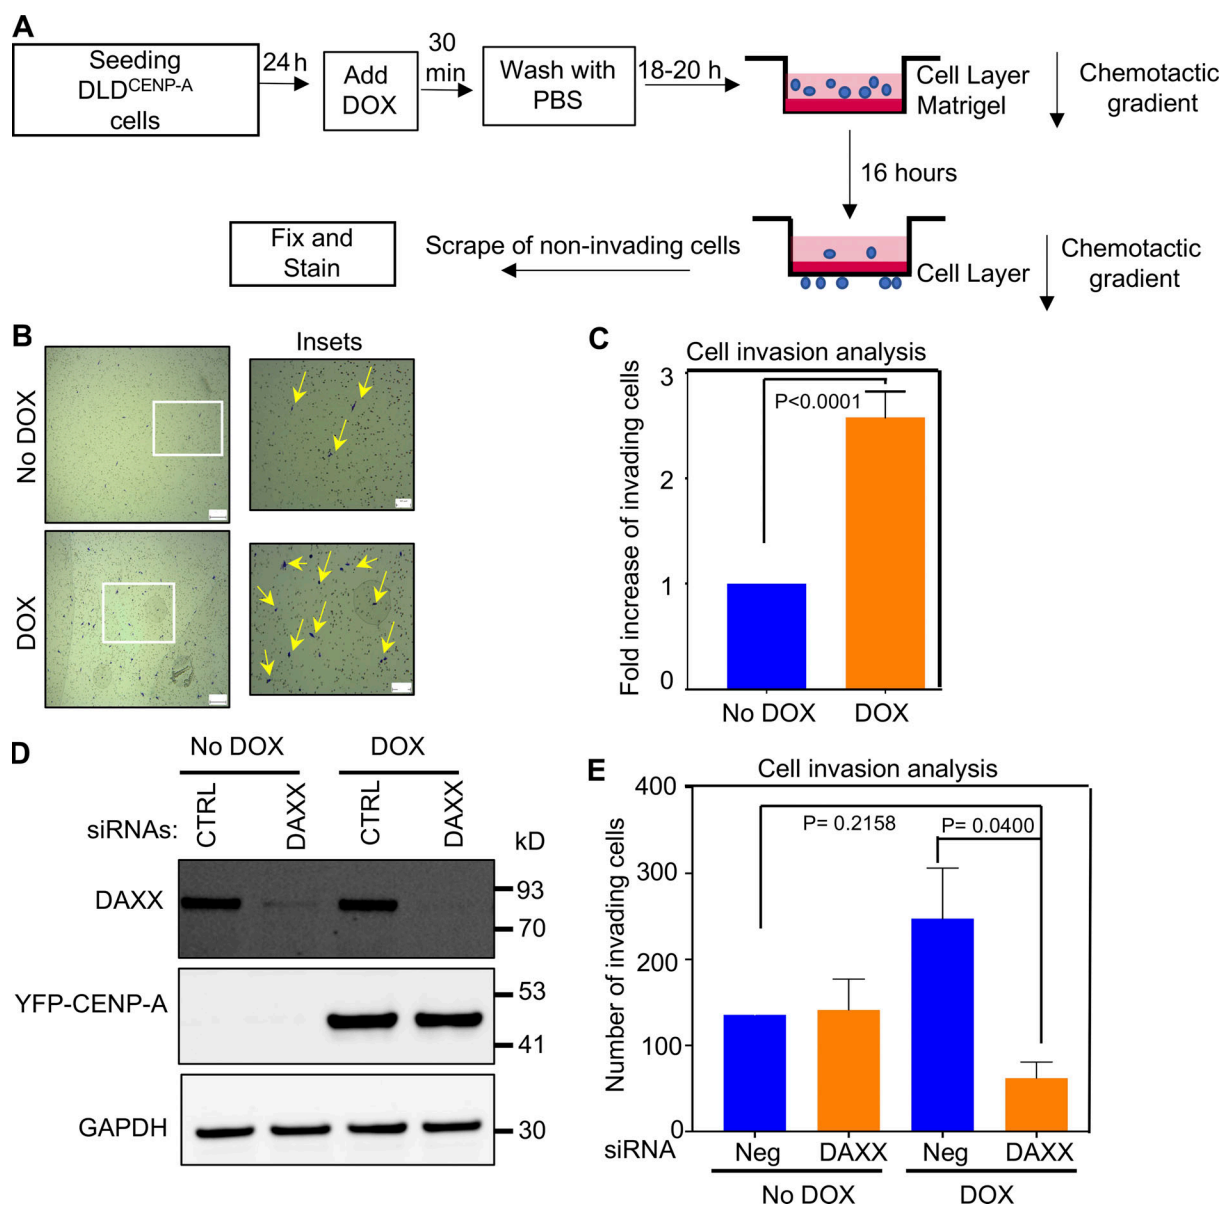 A
Seeding
DLD^CENP-A
cells
24 h
Add
DOX
30
min
Wash with
PBS
18-20 h
Cell Layer
Matrigel
Chemotactic
gradient
16 hours
Fix and
Stain
Scrape of non-invading cells
Cell Layer
Chemotactic
gradient
B
Insets
No DOX
DOX
C
Cell invasion analysis
Fold increase of invading cells
3
2
1
0
P<0.0001
No DOX
DOX
D
No DOX
DOX
siRNAs:
CTRL
DAXX
CTRL
DAXX
kD
DAXX
93
70
YFP-CENP-A
53
41
GAPDH
30
E
Cell invasion analysis
Number of invading cells
400
300
200
100
0
P= 0.2158
P= 0.0400
siRNA
Neg
DAXX
Neg
DAXX
No DOX
DOX